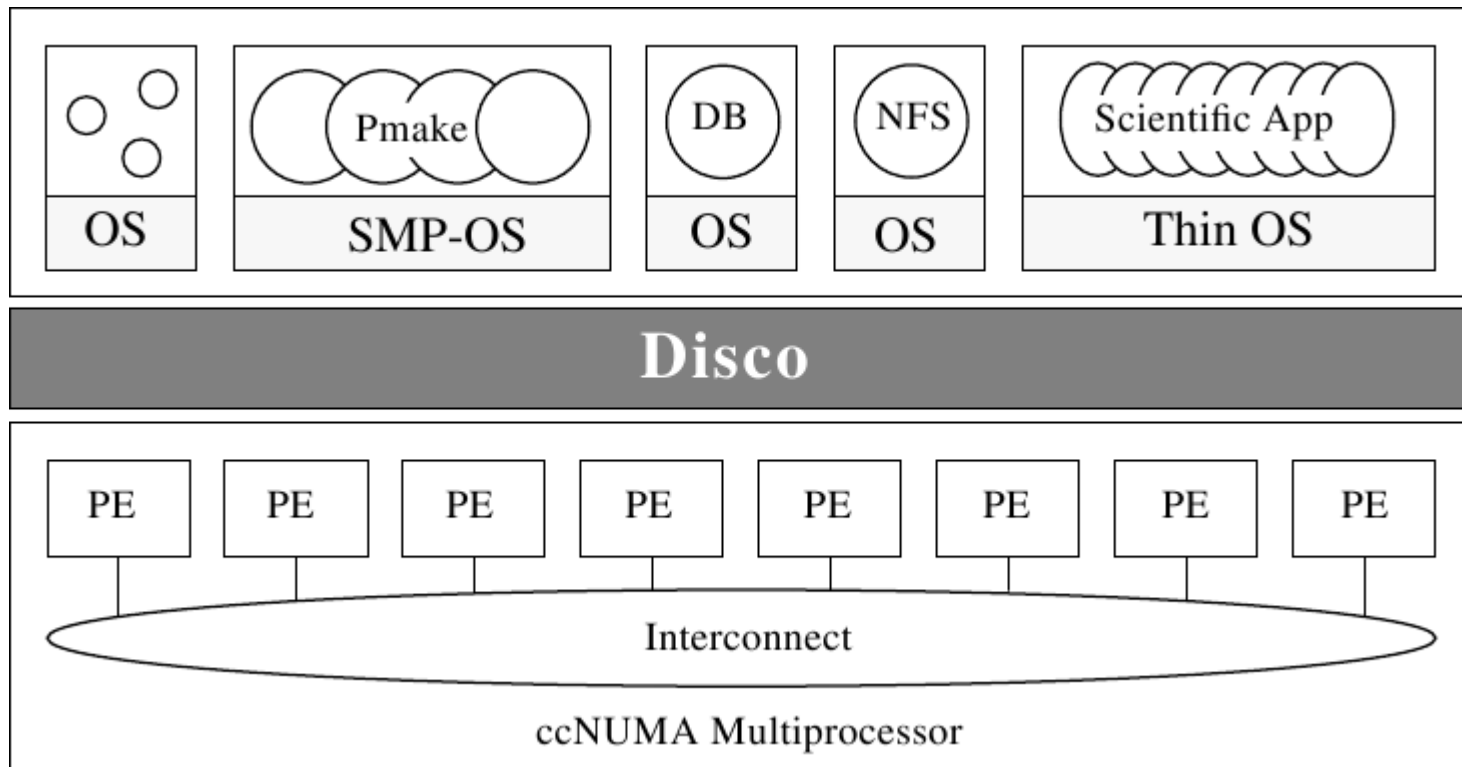 Pmake
DB
NFS
Scientific App
OS
SMP-OS
OS
OS
Thin OS
Disco
PE
PE
PE
PE
PE
PE
PE
PE
Interconnect
ccNUMA Multiprocessor